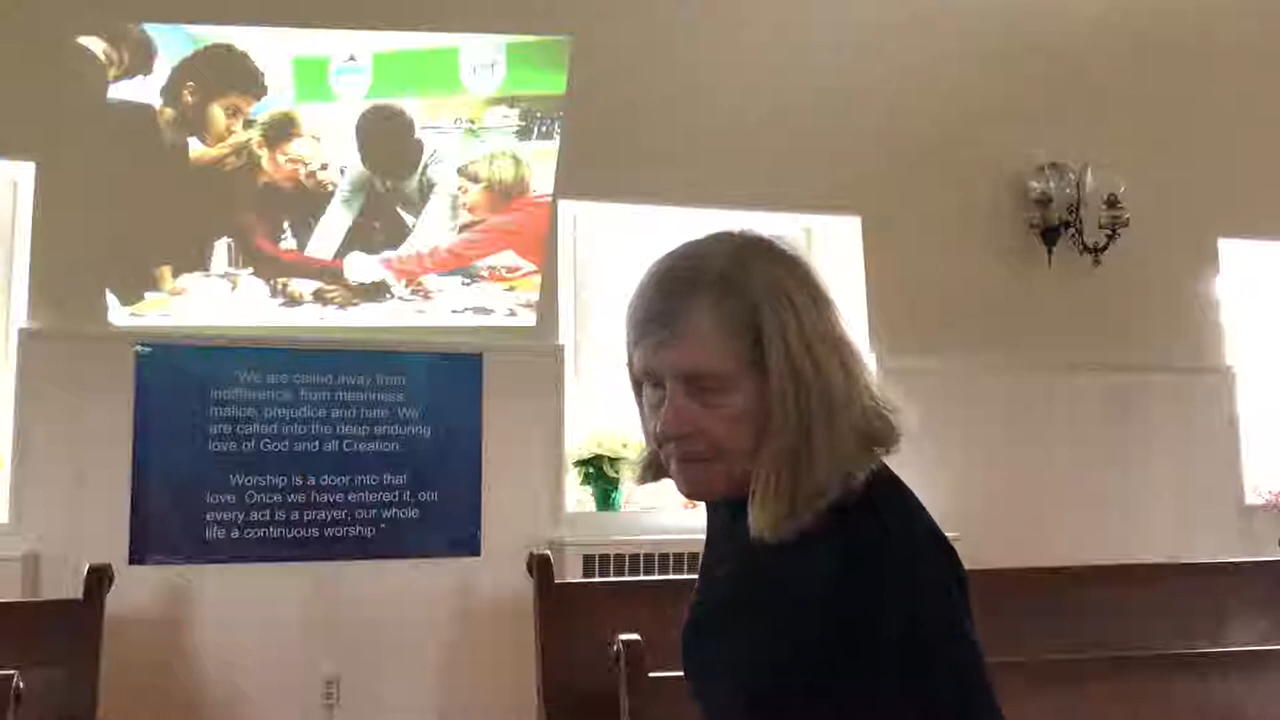 "We are called away from
indifference, from meanness,
malice, prejudice and hate. We
are called into the deep enduring
love of God and all Creation.
Worship is a door into that
love. Once we have entered it, our
every act is a prayer, our whole
life a continuous worship."